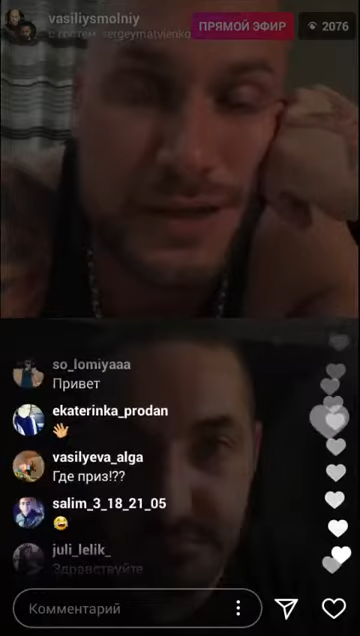 vasiliysmolniy
с гостем sergeymatvienko
ПРЯМОЙ ЭФИР
2076
so_lomiyaaa
Привет
ekaterinka_prodan
👋
vasilyeva_alga
Где приз!??
salim_3_18_21_05
😂
juli_lelik_
Здравствуйте
Комментарий